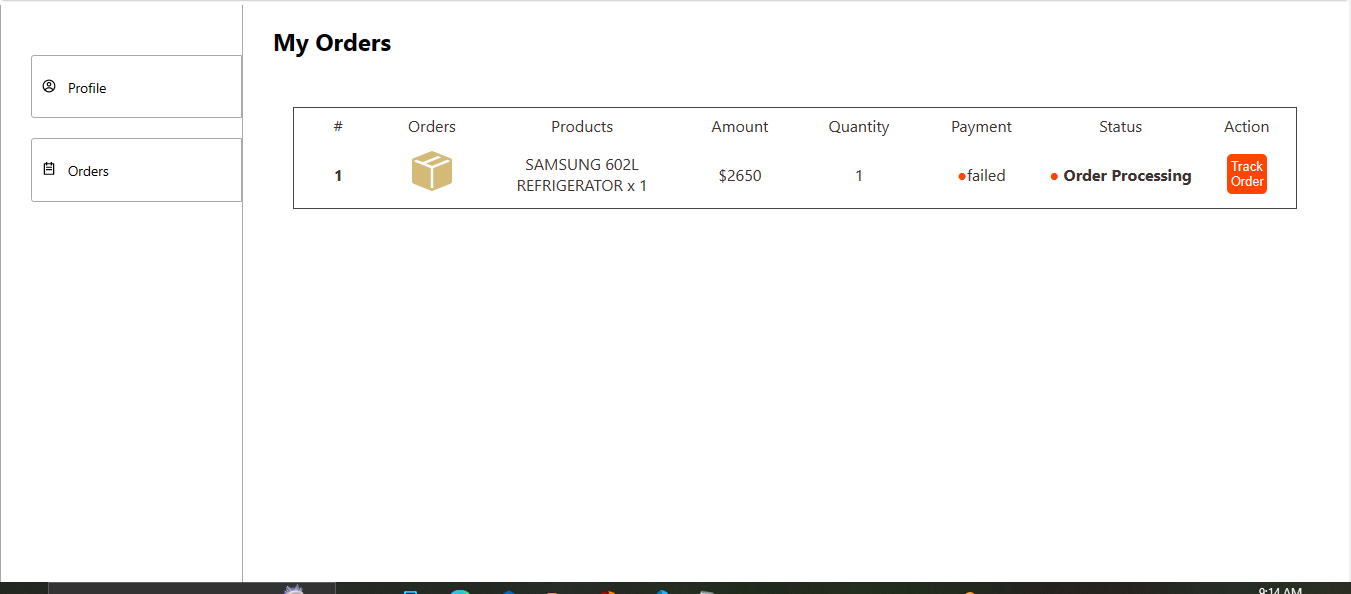 My Orders
Profile
Orders
# Orders Products Amount Quantity Payment Status Action
1 SAMSUNG 602L REFRIGERATOR x 1 $2650 1 failed Order Processing Track Order
9:14 AM